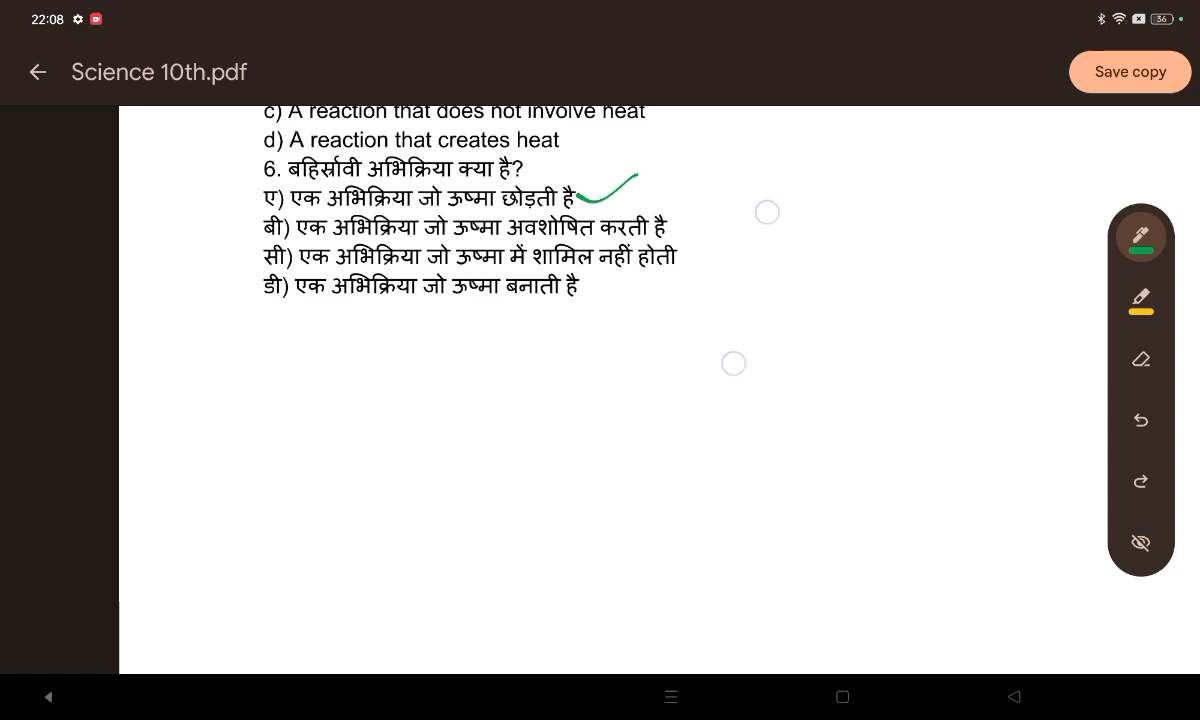 22:08
36
Science 10th.pdf
Save copy
c) A reaction that does not involve heat
d) A reaction that creates heat
6. बहिर्स्रावी अभिक्रिया क्या है?
ए) एक अभिक्रिया जो ऊष्मा छोड़ती है
बी) एक अभिक्रिया जो ऊष्मा अवशोषित करती है
सी) एक अभिक्रिया जो ऊष्मा में शामिल नहीं होती
डी) एक अभिक्रिया जो ऊष्मा बनाती है